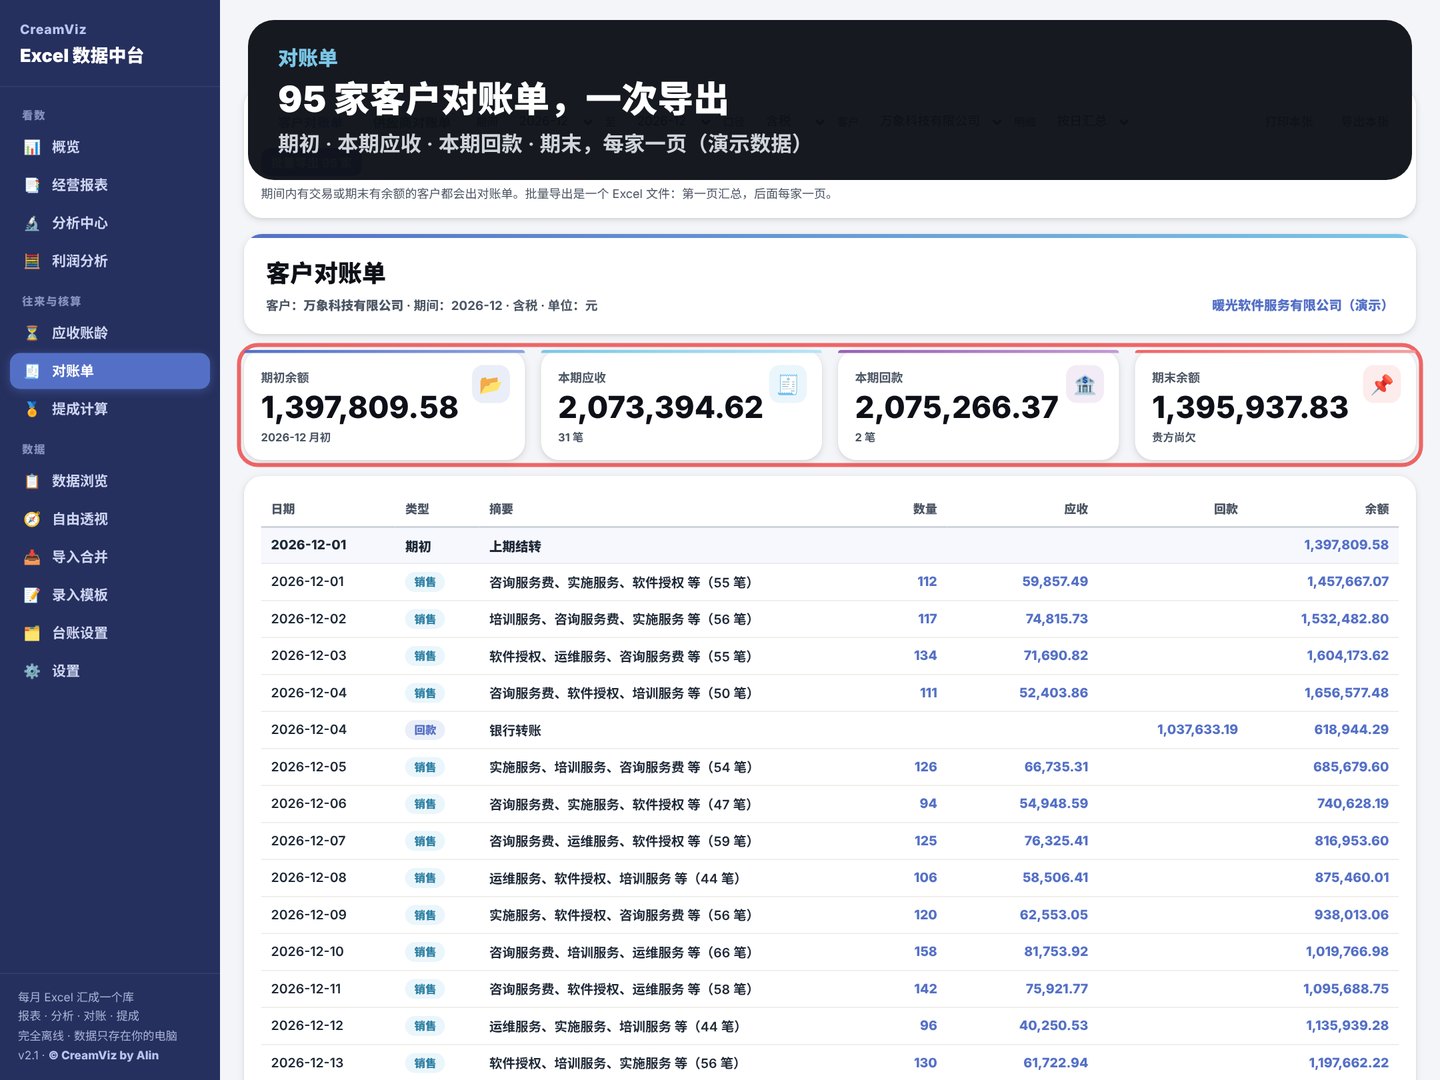 CreamViz
Excel 数据中台
看数
概览
经营报表
分析中心
利润分析
往来与核算
应收账龄
对账单
提成计算
数据
数据浏览
自由透视
导入合并
录入模板
台账设置
设置
每月 Excel 汇成一个库
报表 · 分析 · 对账 · 提成
完全离线 · 数据只存在你的电脑
v2.1 · © CreamViz by Alin
对账单
95 家客户对账单，一次导出
期初 · 本期应收 · 本期回款 · 期末，每家一页（演示数据）
期间内有交易或期末有余额的客户都会出对账单。批量导出是一个 Excel 文件：第一页汇总，后面每家一页。
客户对账单
客户：万象科技有限公司 · 期间：2026-12 · 含税 · 单位：元
暖光软件服务有限公司（演示）
期初余额
1,397,809.58
2026-12 月初
本期应收
2,073,394.62
31 笔
本期回款
2,075,266.37
2 笔
期末余额
1,395,937.83
贵方尚欠
日期 类型 摘要 数量 应收 回款 余额
2026-12-01 期初 上期结转 1,397,809.58
2026-12-01 销售 咨询服务费、实施服务、软件授权 等（55 笔） 112 59,857.49 1,457,667.07
2026-12-02 销售 培训服务、咨询服务费、实施服务 等（56 笔） 117 74,815.73 1,532,482.80
2026-12-03 销售 软件授权、运维服务、咨询服务费 等（55 笔） 134 71,690.82 1,604,173.62
2026-12-04 销售 咨询服务费、软件授权、培训服务 等（50 笔） 111 52,403.86 1,656,577.48
2026-12-04 回款 银行转账 1,037,633.19 618,944.29
2026-12-05 销售 实施服务、培训服务、咨询服务费 等（54 笔） 126 66,735.31 685,679.60
2026-12-06 销售 咨询服务费、实施服务、软件授权 等（47 笔） 94 54,948.59 740,628.19
2026-12-07 销售 咨询服务费、运维服务、软件授权 等（59 笔） 125 76,325.41 816,953.60
2026-12-08 销售 运维服务、软件授权、培训服务 等（44 笔） 106 58,506.41 875,460.01
2026-12-09 销售 实施服务、软件授权、咨询服务费 等（56 笔） 120 62,553.05 938,013.06
2026-12-10 销售 咨询服务费、培训服务、运维服务 等（66 笔） 158 81,753.92 1,019,766.98
2026-12-11 销售 咨询服务费、软件授权、运维服务 等（58 笔） 142 75,921.77 1,095,688.75
2026-12-12 销售 运维服务、实施服务、培训服务 等（44 笔） 96 40,250.53 1,135,939.28
2026-12-13 销售 软件授权、培训服务、实施服务 等（56 笔） 130 61,722.94 1,197,662.22